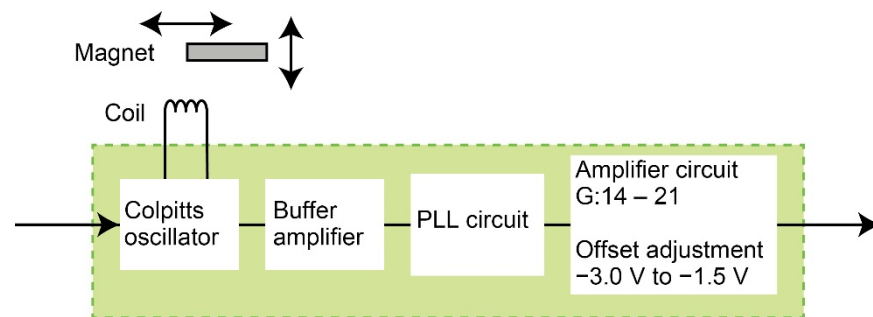 Magnet
Coil
Colpitts
oscillator
Buffer
amplifier
PLL circuit
Amplifier circuit
G:14 – 21
Offset adjustment
−3.0 V to −1.5 V